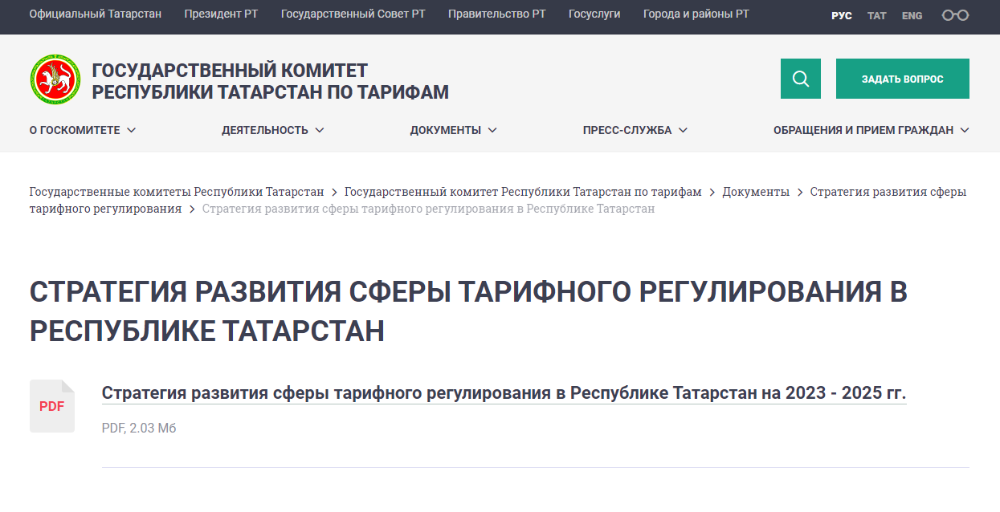 Официальный Татарстан Президент РТ Государственный Совет РТ Правительство РТ Госуслуги Города и районы РТ РУС ТАТ ENG
ГОСУДАРСТВЕННЫЙ КОМИТЕТ
РЕСПУБЛИКИ ТАТАРСТАН ПО ТАРИФАМ
ЗАДАТЬ ВОПРОС
О ГОСКОМИТЕТЕ ДЕЯТЕЛЬНОСТЬ ДОКУМЕНТЫ ПРЕСС-СЛУЖБА ОБРАЩЕНИЯ И ПРИЕМ ГРАЖДАН
Государственные комитеты Республики Татарстан > Государственный комитет Республики Татарстан по тарифам > Документы > Стратегия развития сферы
тарифного регулирования > Стратегия развития сферы тарифного регулирования в Республике Татарстан
СТРАТЕГИЯ РАЗВИТИЯ СФЕРЫ ТАРИФНОГО РЕГУЛИРОВАНИЯ В
РЕСПУБЛИКЕ ТАТАРСТАН
PDF
Стратегия развития сферы тарифного регулирования в Республике Татарстан на 2023 - 2025 гг.
PDF, 2.03 Мб